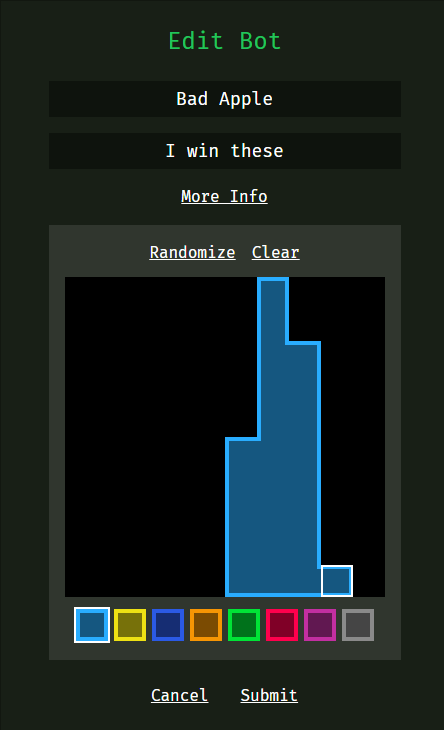 Edit Bot
Bad Apple
I win these
More Info
Randomize Clear
Cancel Submit